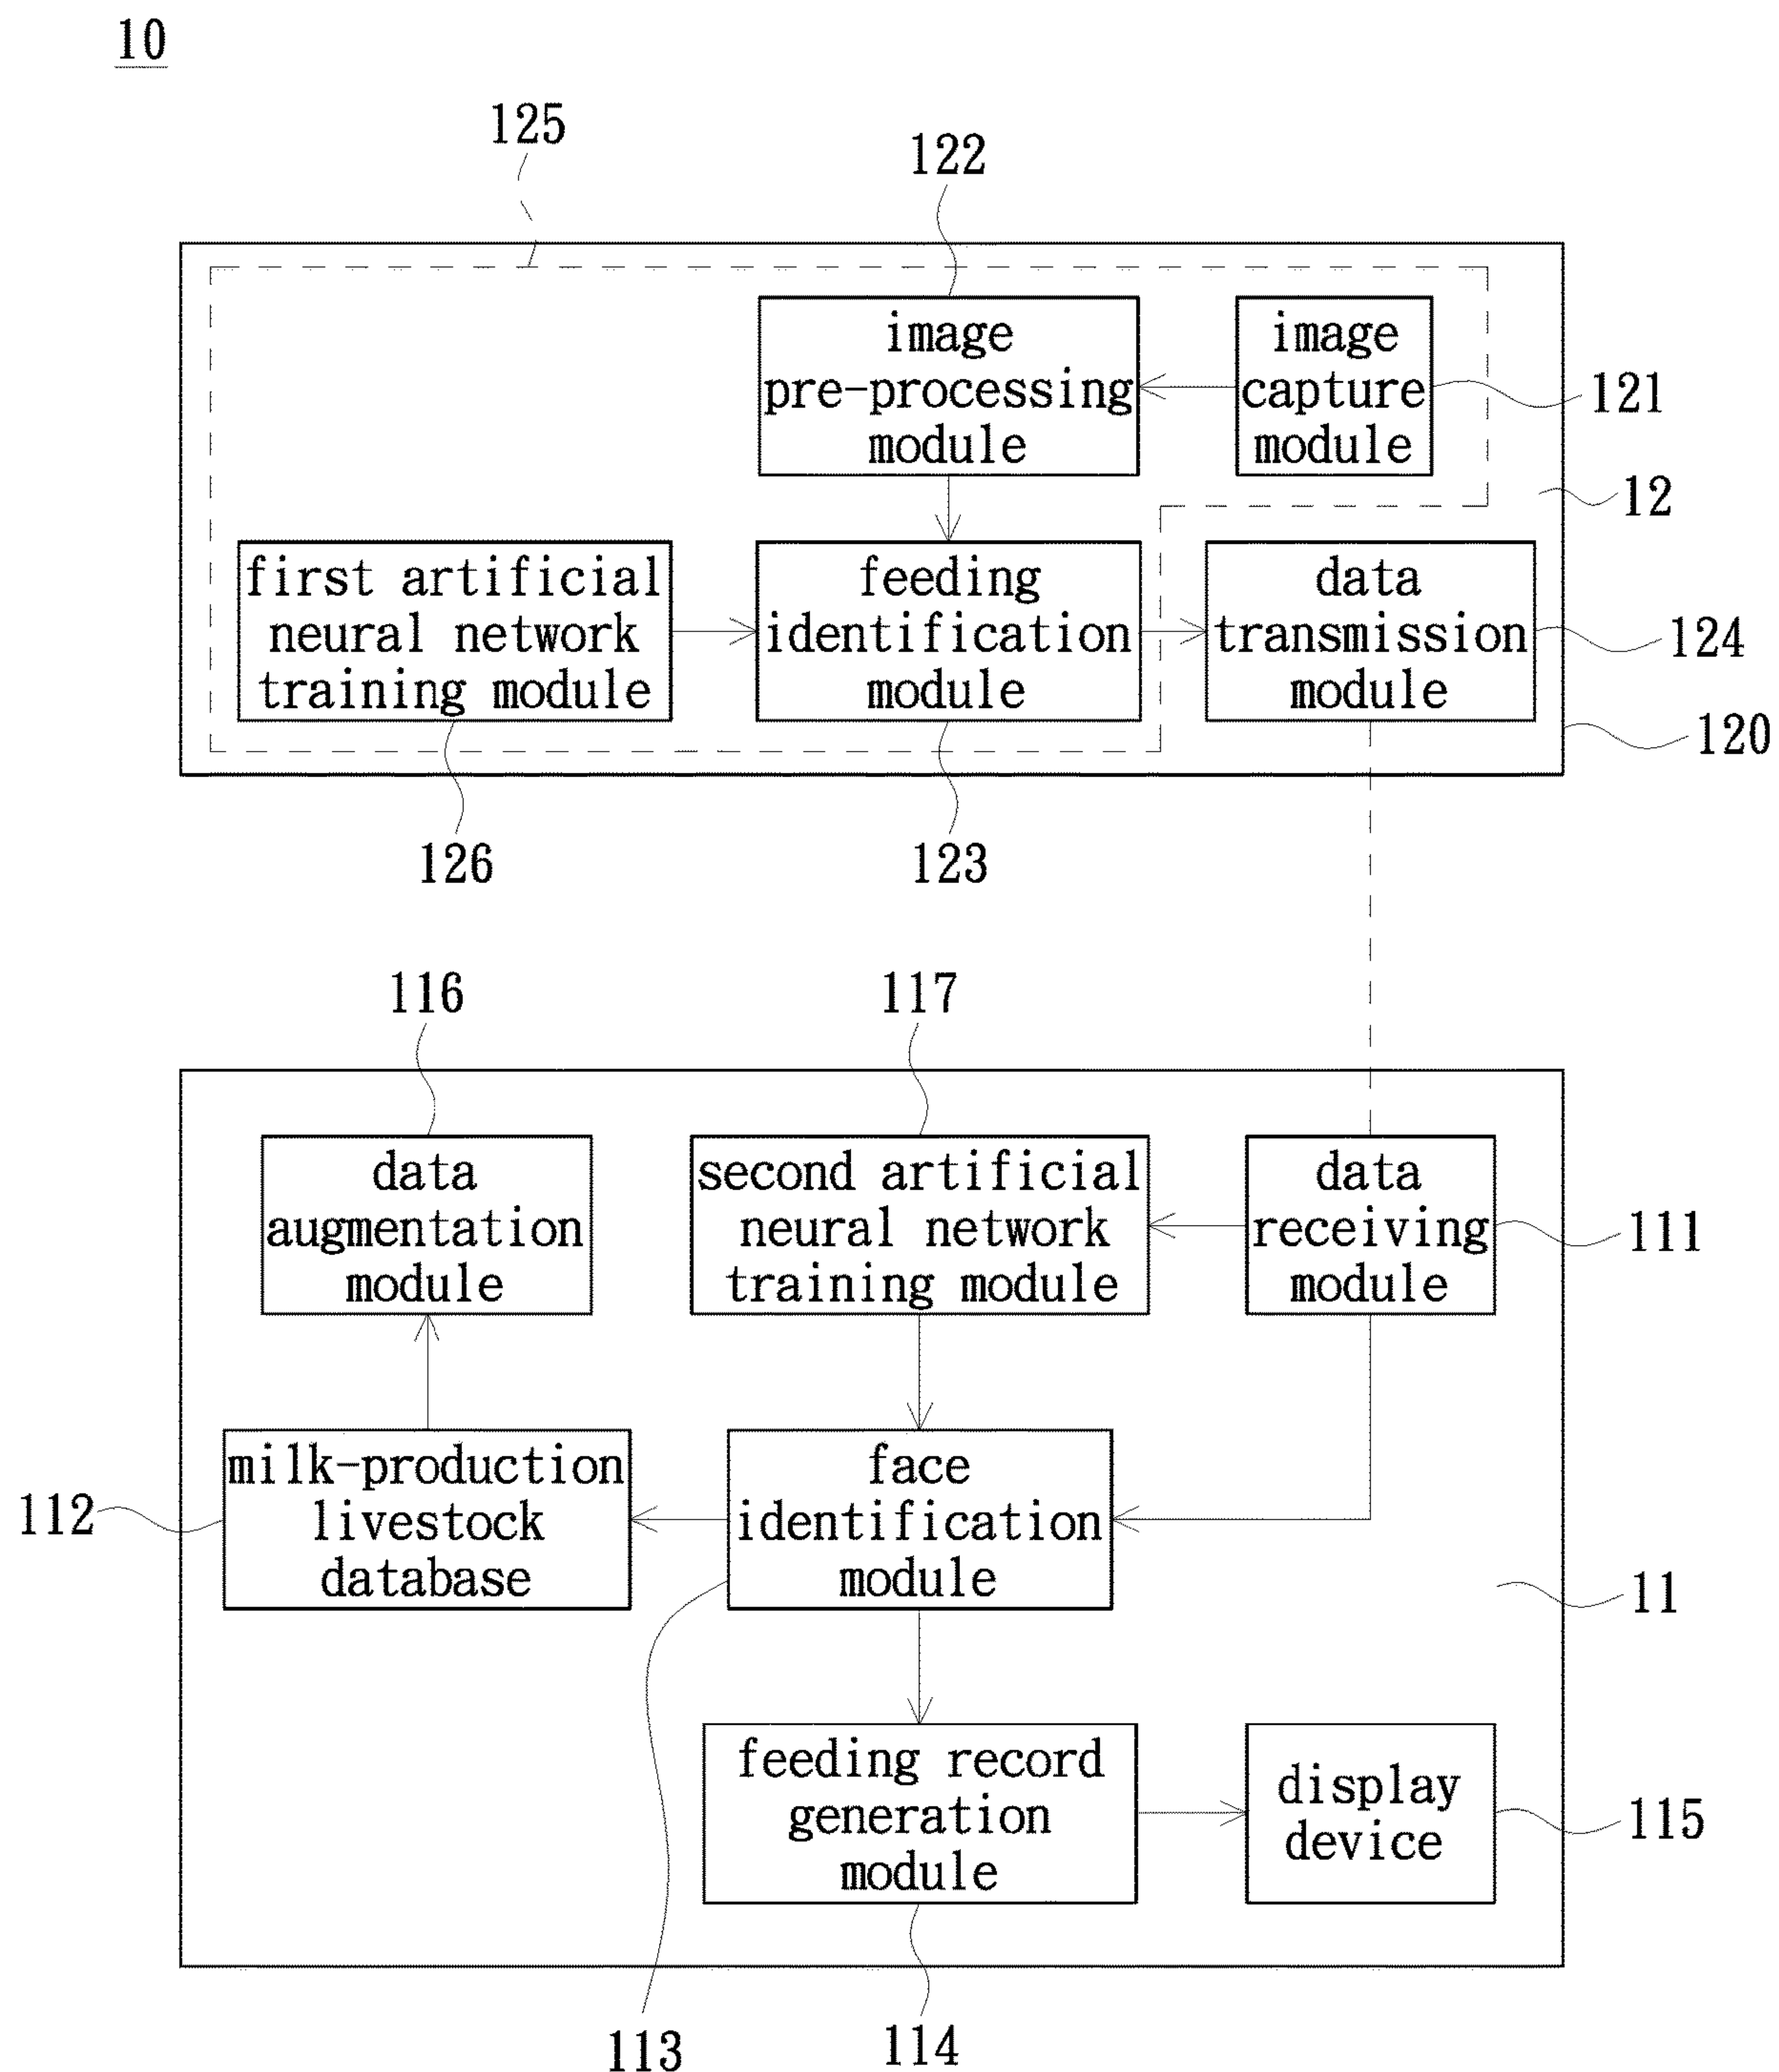 10
125
122
image
pre-processing
module
image
capture
module
121
12
first artificial
neural network
training module
feeding
identification
module
data
transmission
module
124
120
126
123
116
117
data
augmentation
module
second artificial
neural network
training module
data
receiving
module
111
milk-production
livestock
database
112
face
identification
module
11
feeding record
generation
module
display
device
115
113
114